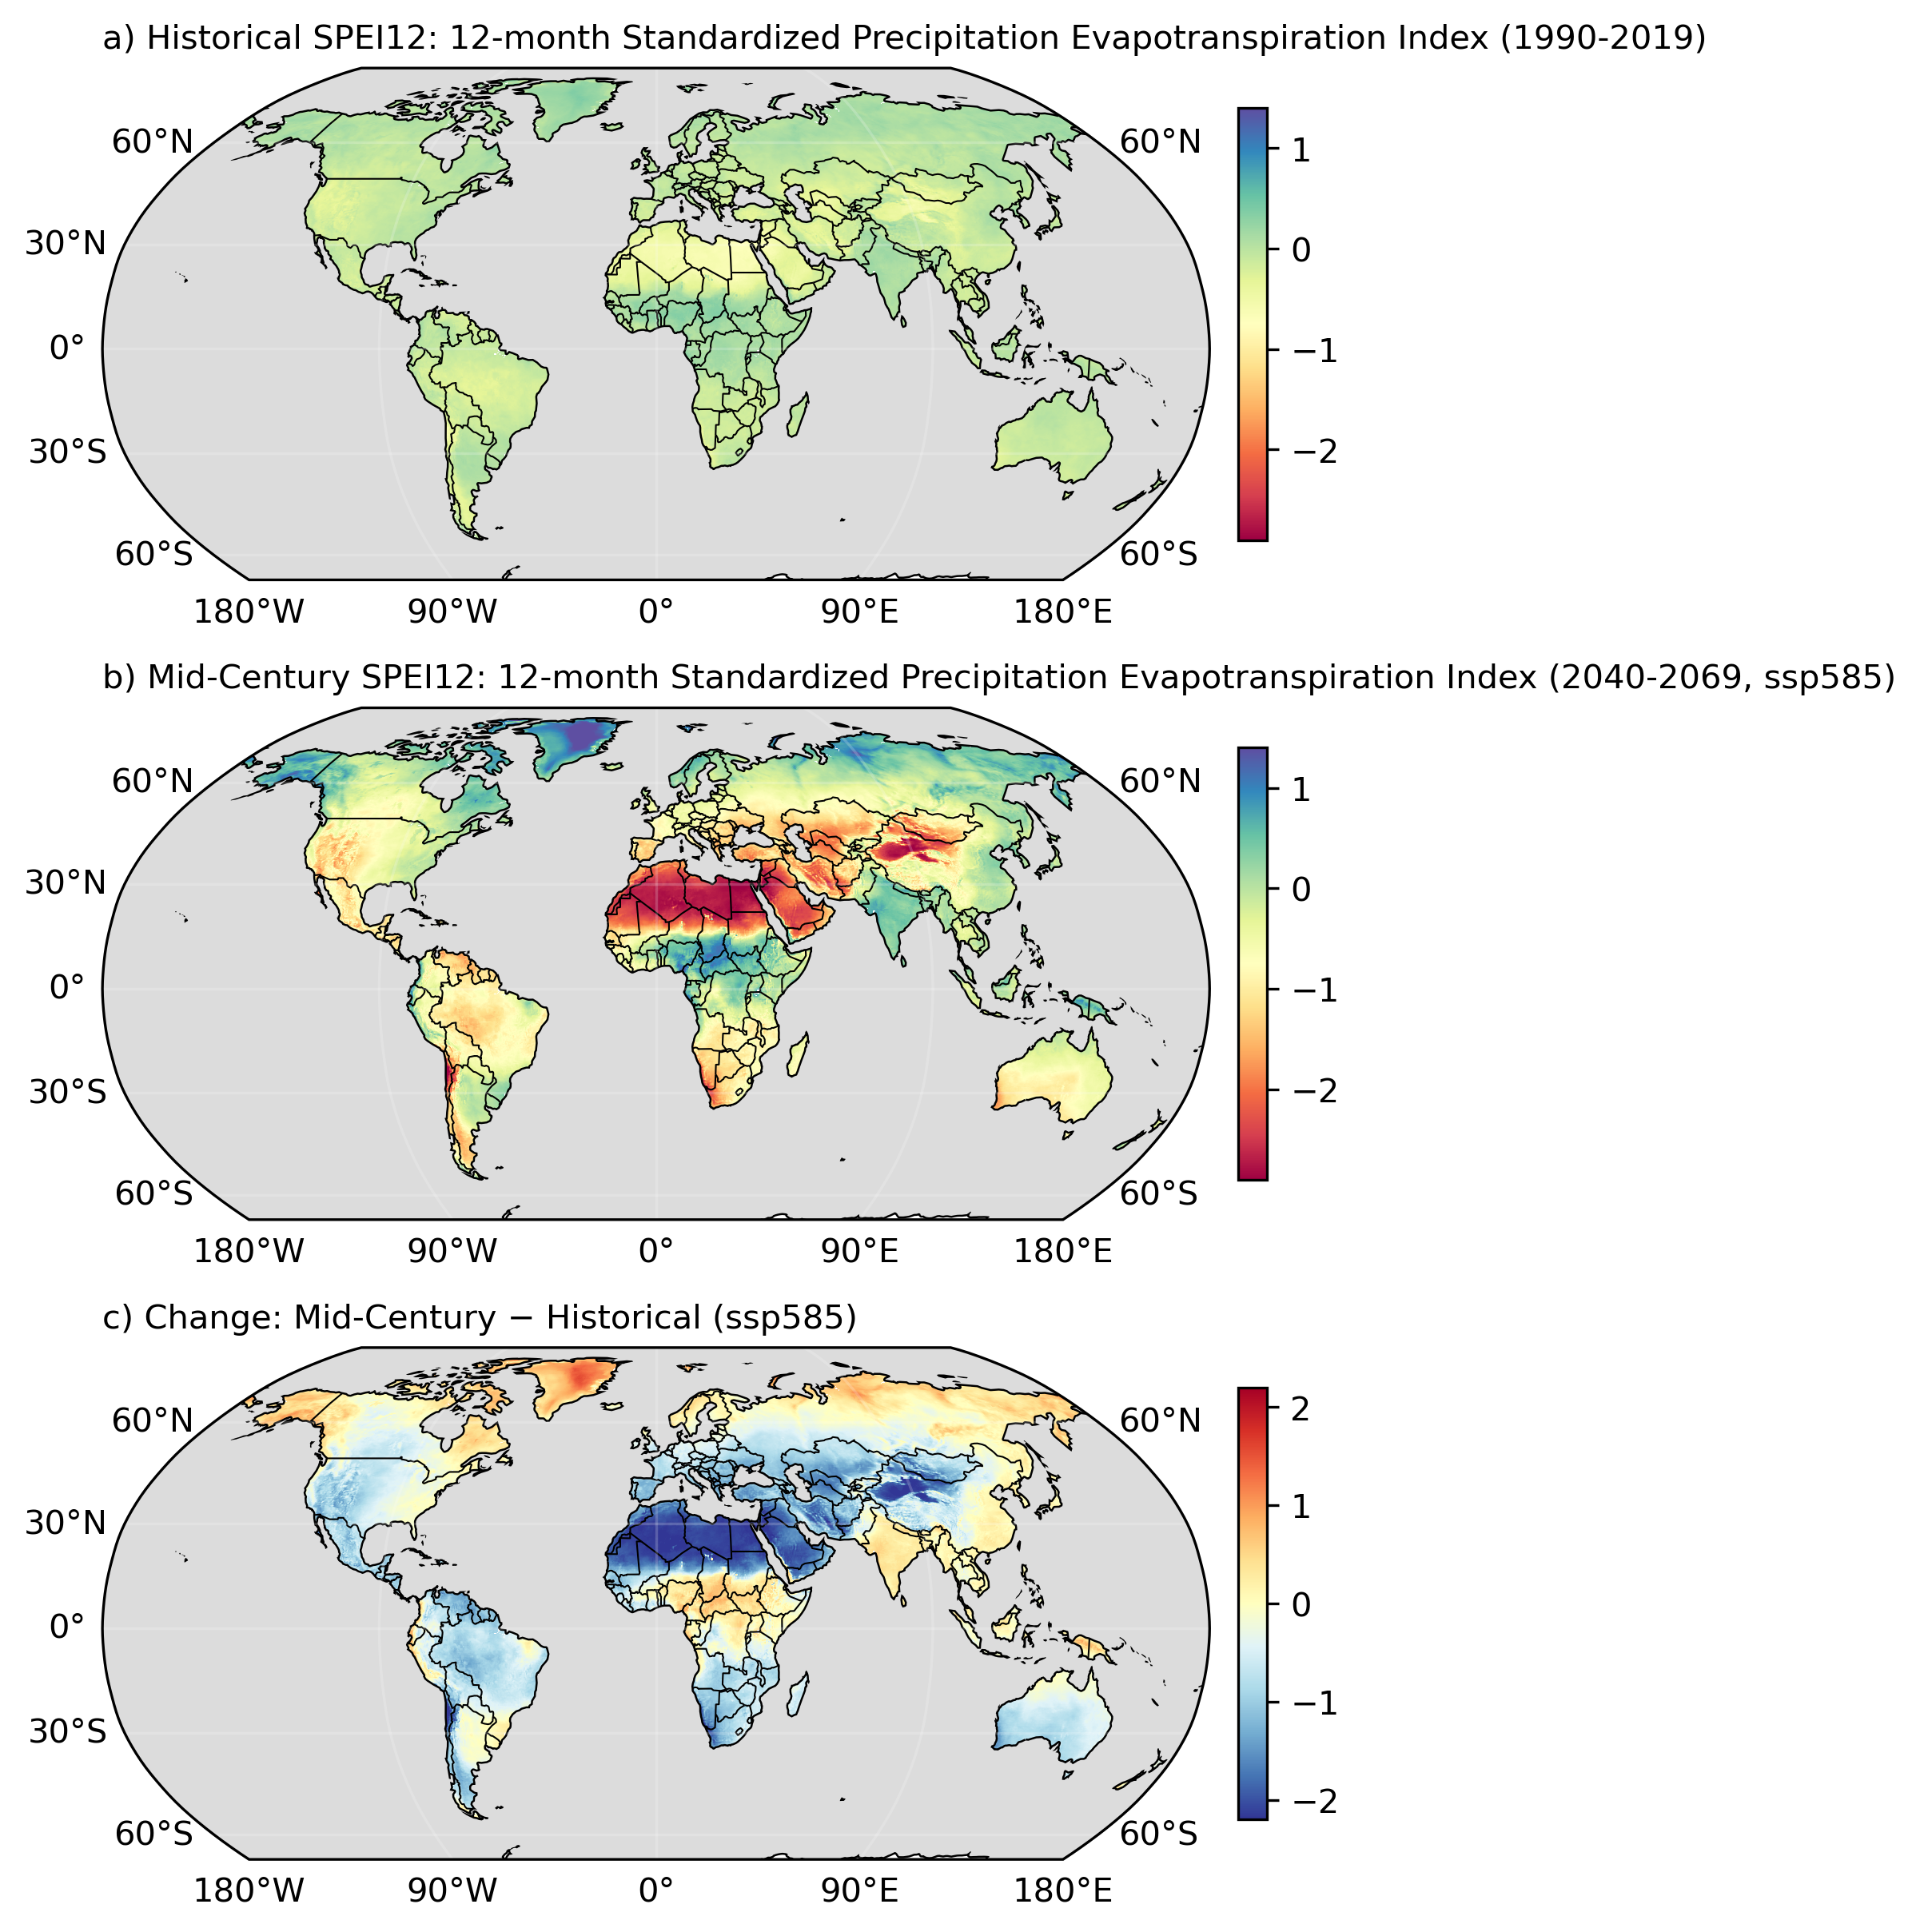 a) Historical SPEI12: 12-month Standardized Precipitation Evapotranspiration Index (1990-2019)
60°N 60°N
30°N
0°
30°S
60°S 60°S
180°W 90°W 0° 90°E 180°E
1
0
−1
−2
b) Mid-Century SPEI12: 12-month Standardized Precipitation Evapotranspiration Index (2040-2069, ssp585)
60°N 60°N
30°N
0°
30°S
60°S 60°S
180°W 90°W 0° 90°E 180°E
1
0
−1
−2
c) Change: Mid-Century − Historical (ssp585)
60°N 60°N
30°N
0°
30°S
60°S 60°S
180°W 90°W 0° 90°E 180°E
2
1
0
−1
−2